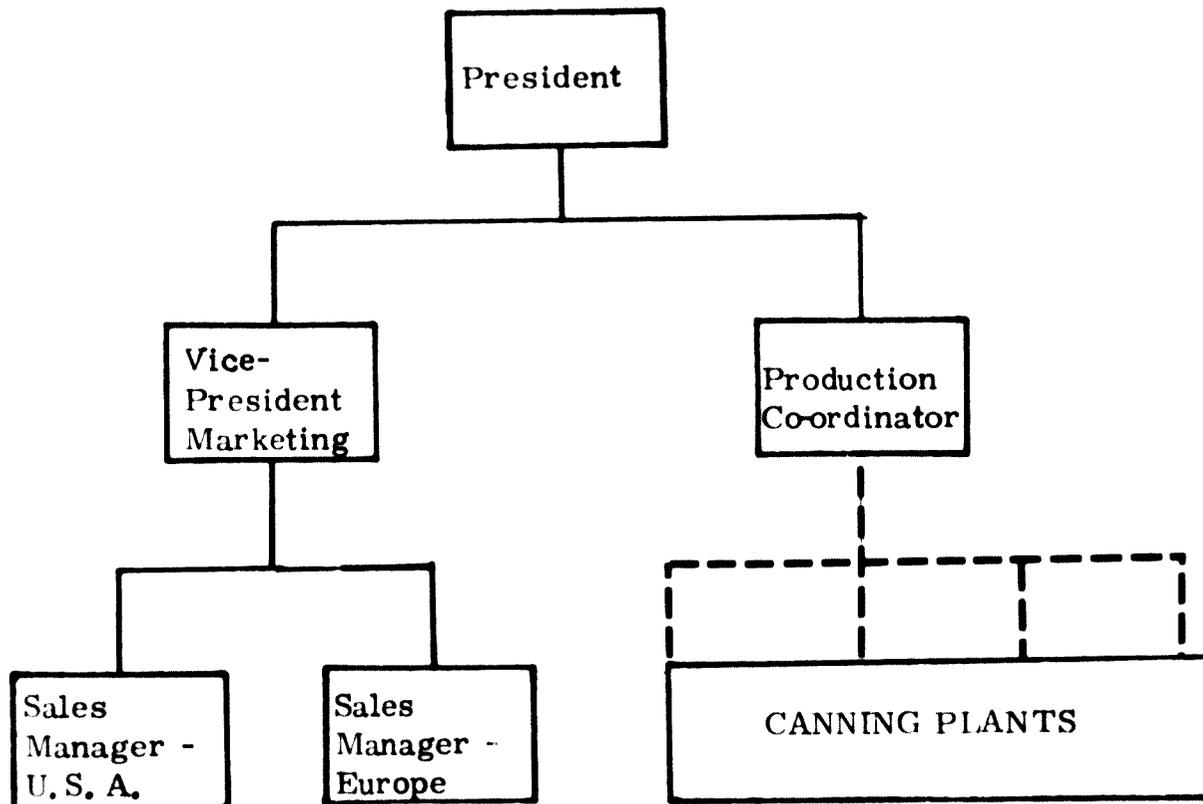 President
Vice-
President
Marketing
Production
Co-ordinator
Sales
Manager -
U. S. A.
Sales
Manager -
Europe
CANNING PLANTS